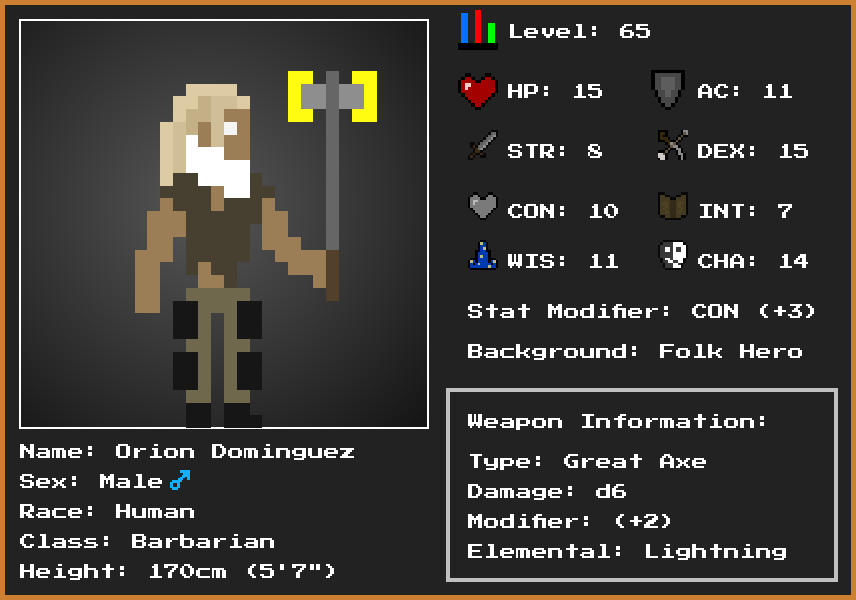 Level: 65
HP: 15
AC: 11
STR: 8
DEX: 15
CON: 10
INT: 7
WIS: 11
CHA: 14
Stat Modifier: CON (+3)
Background: Folk Hero
Name: Orion Dominguez
Sex: Male ♂
Race: Human
Class: Barbarian
Height: 170cm (5'7")
Weapon Information:
Type: Great Axe
Damage: d6
Modifier: (+2)
Elemental: Lightning